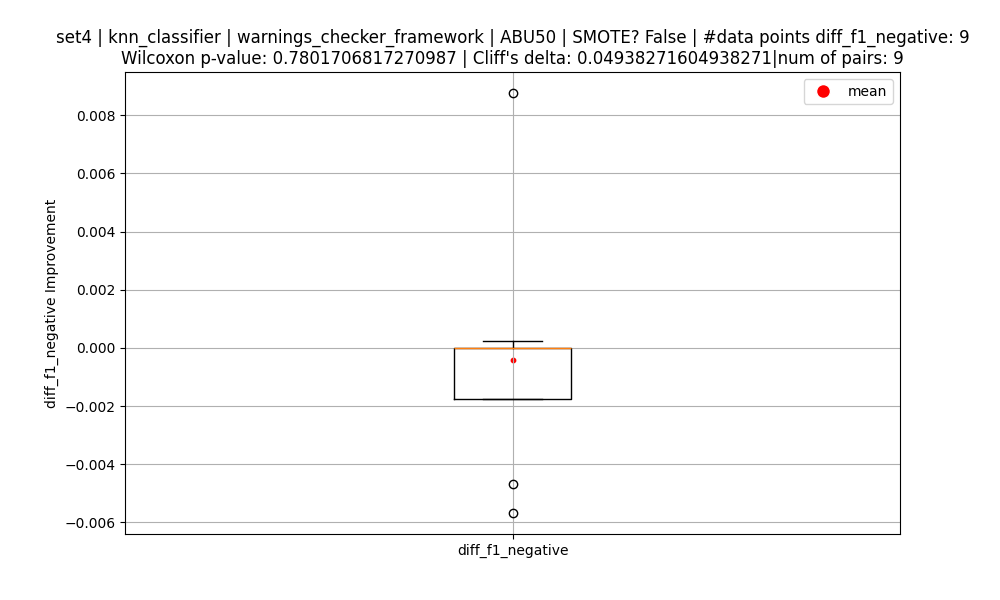 set4 | knn_classifier | warnings_checker_framework | ABU50 | SMOTE? False | #data points diff_f1_negative: 9
Wilcoxon p-value: 0.7801706817270987 | Cliff's delta: 0.04938271604938271|num of pairs: 9
mean
0.008
0.006
0.004
0.002
0.000
−0.002
−0.004
−0.006
diff_f1_negative Improvement
diff_f1_negative